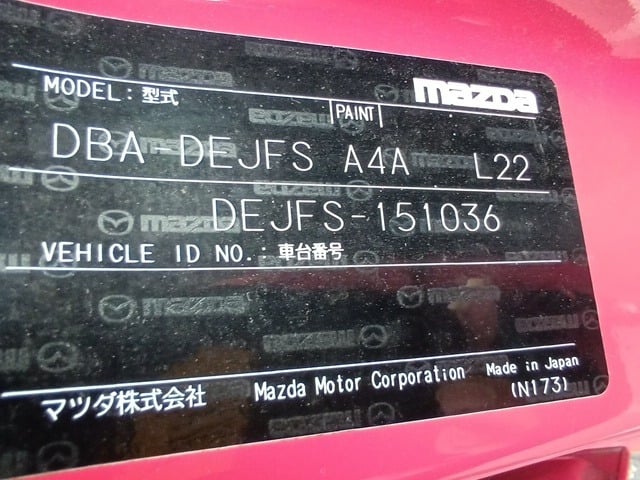 mazda
MODEL: 型式 PAINT
DBA-DEJFS A4A L22
DEJFS-151036
VEHICLE ID NO.: 車台番号
マツダ株式会社 Mazda Motor Corporation Made in Japan
(N173)